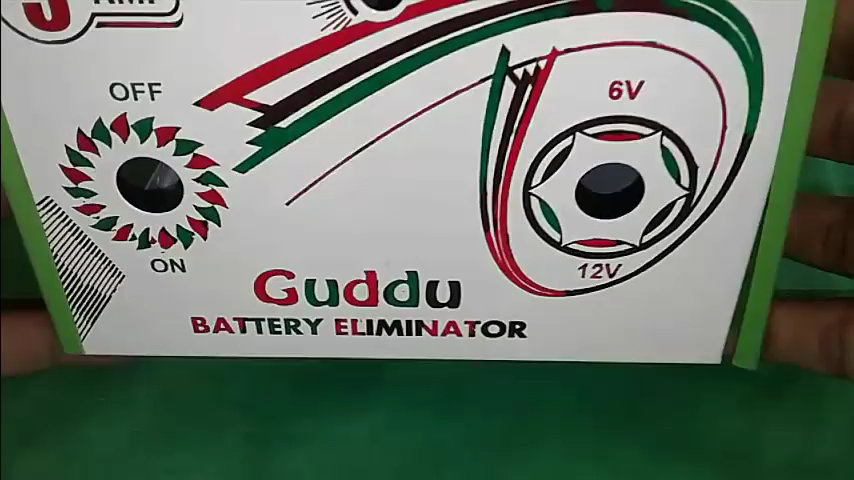 OFF
6V
ON
12V
Guddu
BATTERY ELIMINATOR